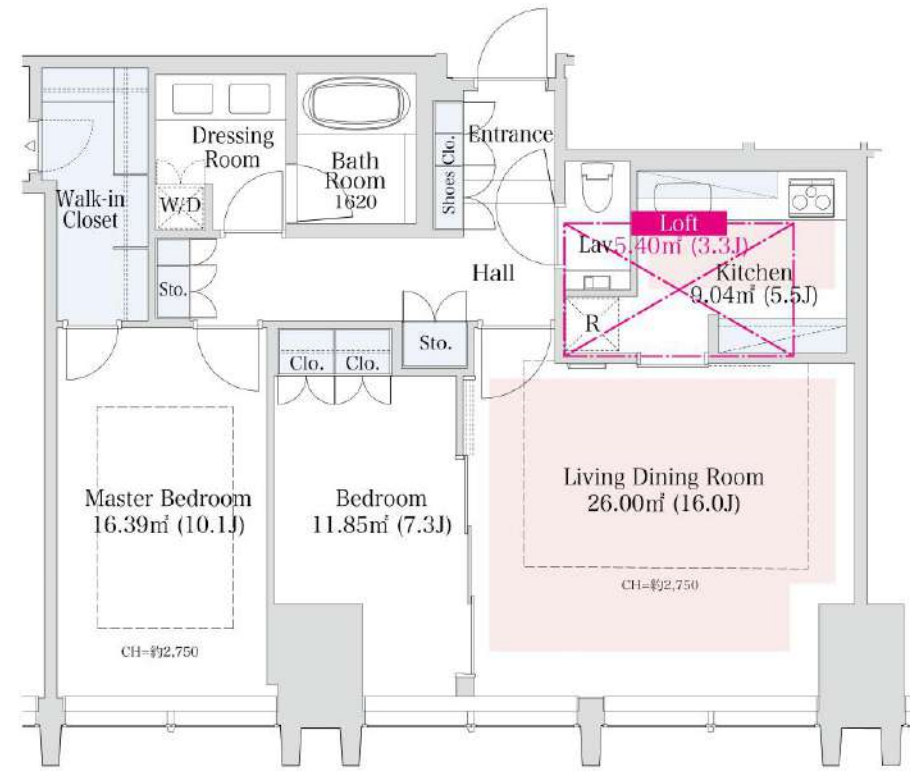 Entrance
Dressing
Room
Bath
Room
1620
Shoes Clo.
W/D
Walk-in
Closet
Loft
5.40㎡ (3.3J)
Lav.
Kitchen
9.04㎡ (5.5J)
Hall
Sto.
R
Sto.
Clo.
Clo.
Master Bedroom
16.39㎡ (10.1J)
CH=約2,750
Bedroom
11.85㎡ (7.3J)
Living Dining Room
26.00㎡ (16.0J)
CH=約2,750